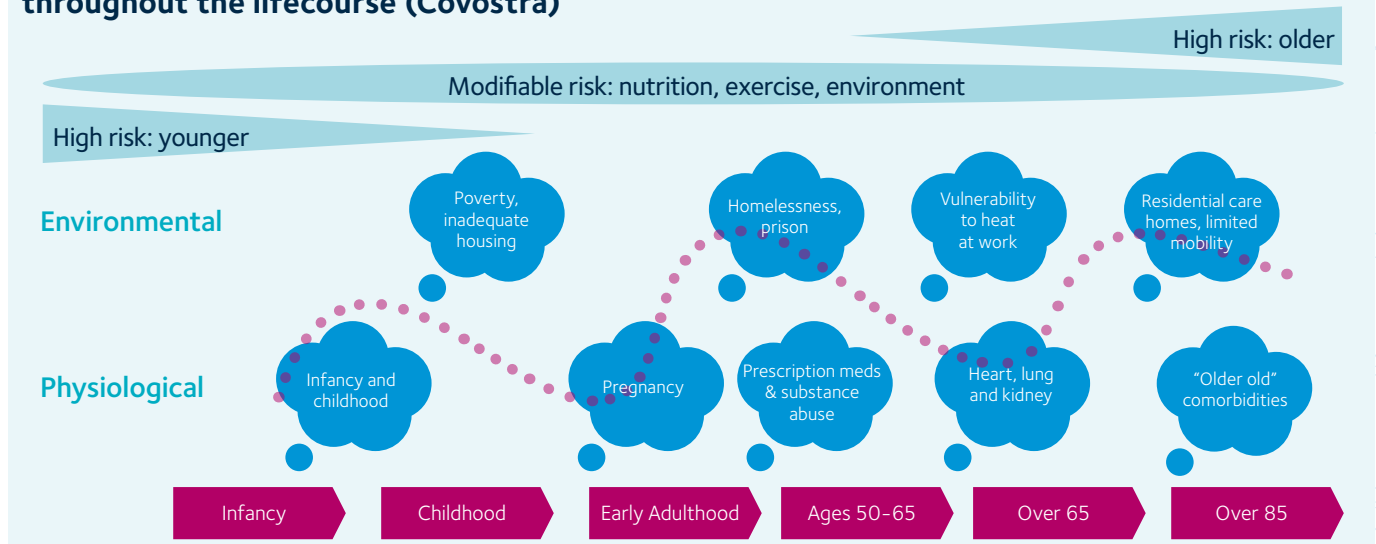 throughout the lifecourse (Covostra)
High risk: older
Modifiable risk: nutrition, exercise, environment
High risk: younger
Environmental
Poverty,
inadequate
housing
Homelessness,
prison
Vulnerability
to heat
at work
Residential care
homes, limited
mobility
Physiological
Infancy and
childhood
Pregnancy
Prescription meds
& substance
abuse
Heart, lung
and kidney
“Older old”
comorbidities
Infancy
Childhood
Early Adulthood
Ages 50-65
Over 65
Over 85